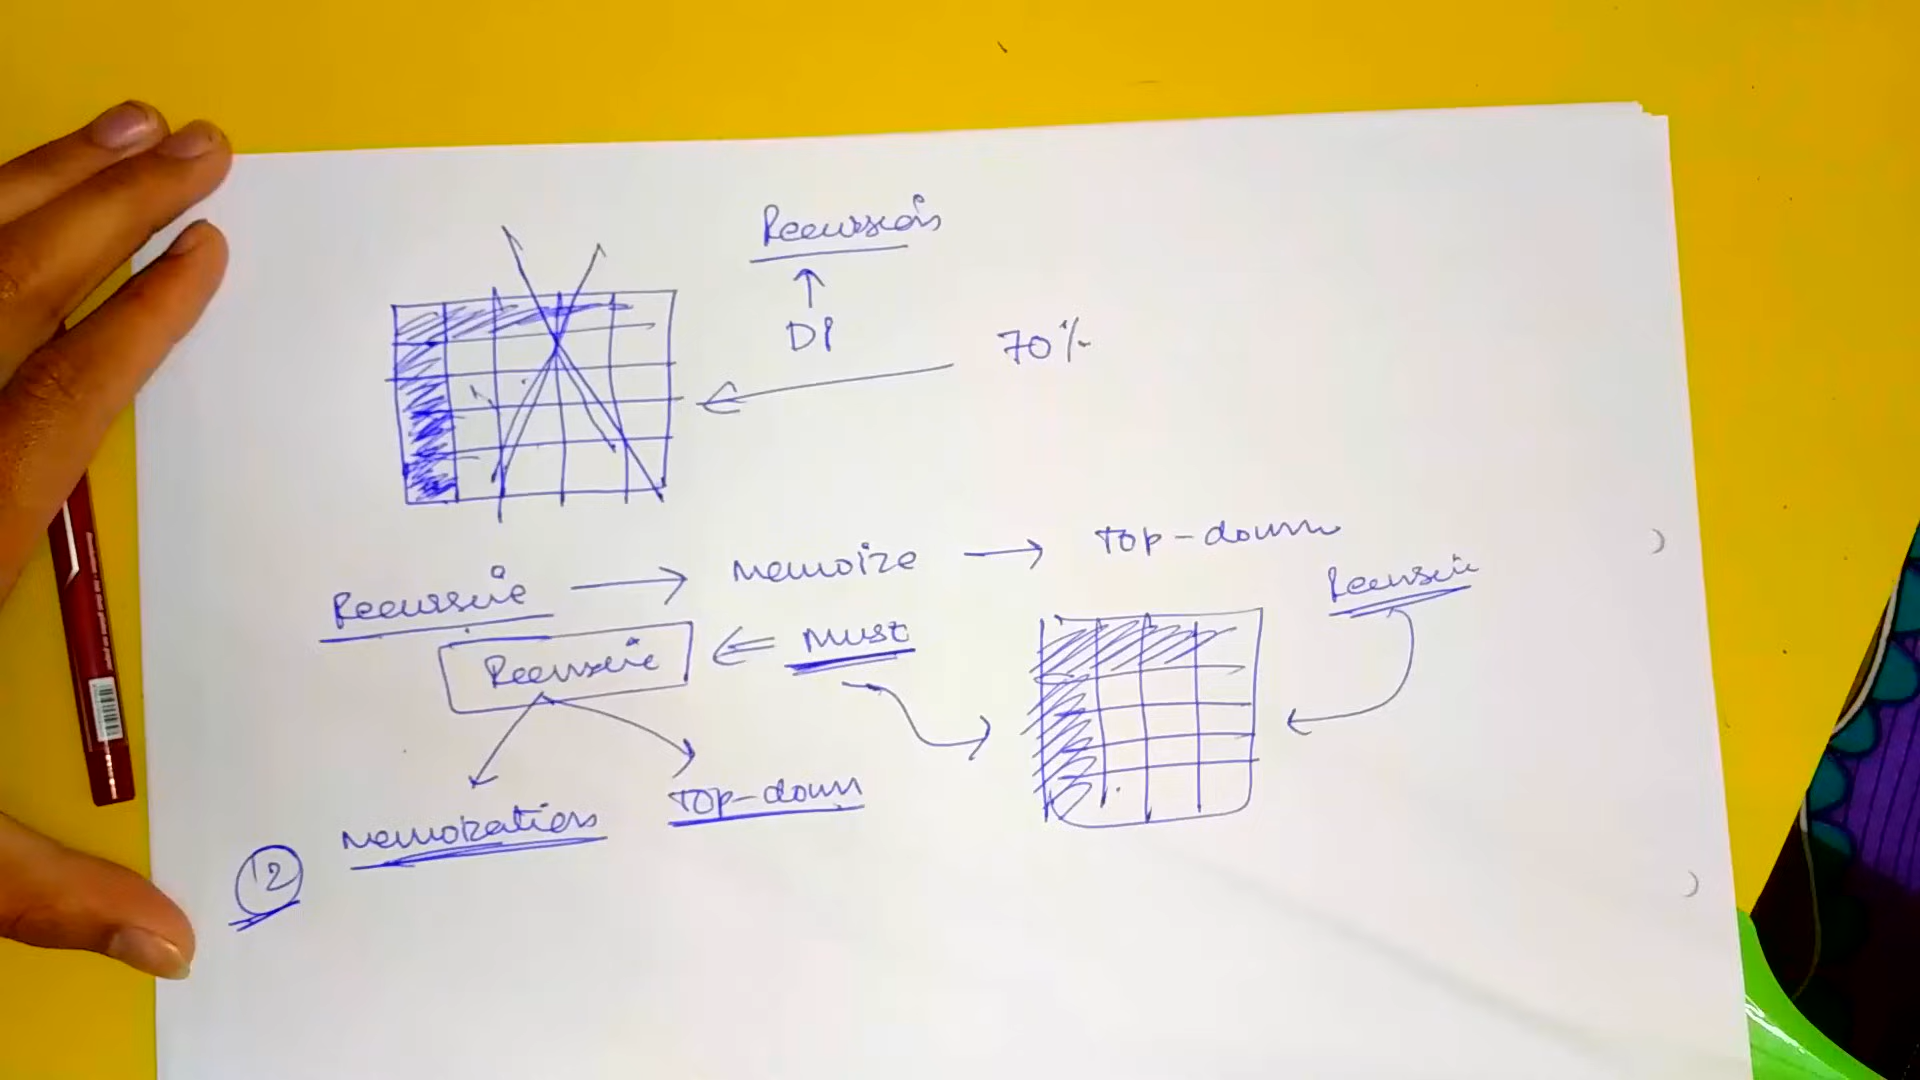 Recursion
DP
70%
Recursive → Memoize → Top-down
Recursive
Recursive ⇐ Must
Memoization
Top-down
12